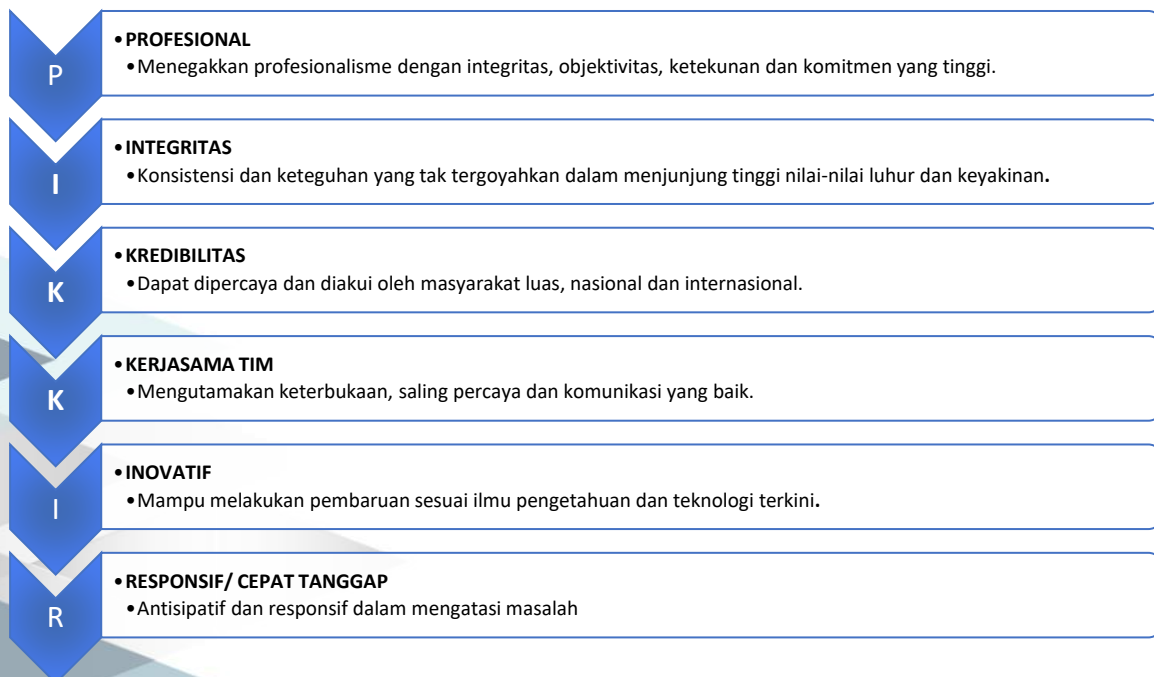 P
•PROFESIONAL
•Menegakkan profesionalisme dengan integritas, objektivitas, ketekunan dan komitmen yang tinggi.
I
•INTEGRITAS
•Konsistensi dan keteguhan yang tak tergoyahkan dalam menjunjung tinggi nilai-nilai luhur dan keyakinan.
K
•KREDIBILITAS
•Dapat dipercaya dan diakui oleh masyarakat luas, nasional dan internasional.
K
•KERJASAMA TIM
•Mengutamakan keterbukaan, saling percaya dan komunikasi yang baik.
I
•INOVATIF
•Mampu melakukan pembaruan sesuai ilmu pengetahuan dan teknologi terkini.
R
•RESPONSIF/ CEPAT TANGGAP
•Antisipatif dan responsif dalam mengatasi masalah